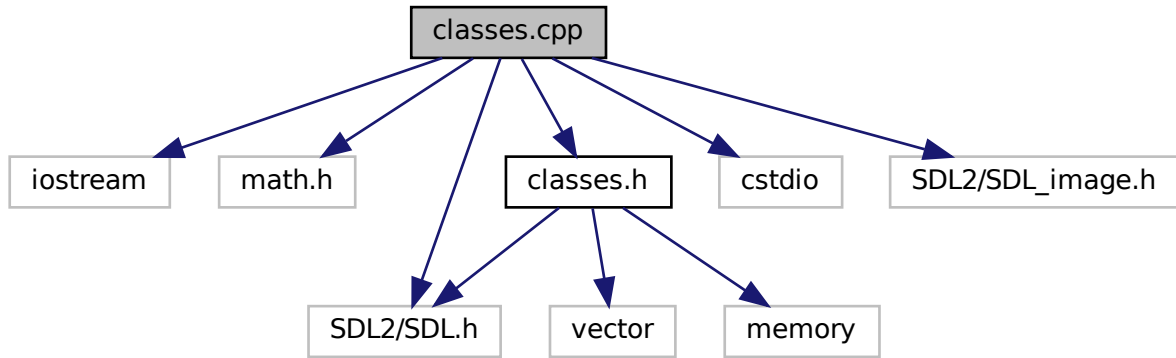 classes.cpp
iostream
math.h
classes.h
cstdio
SDL2/SDL_image.h
SDL2/SDL.h
vector
memory